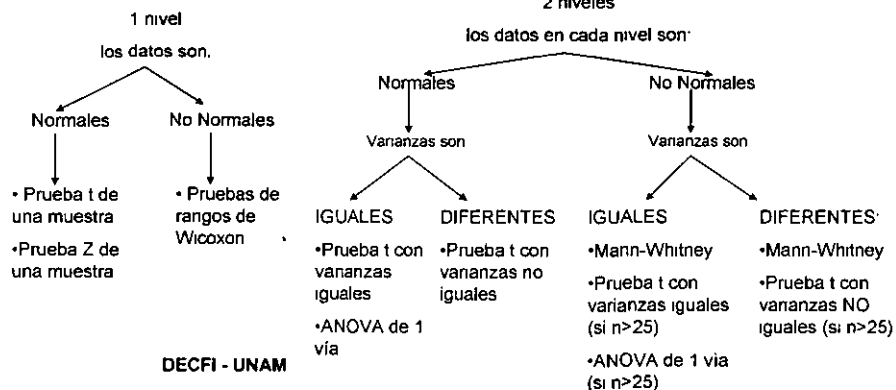 1 nivel
los datos son.
Normales
No Normales
• Prueba t de
una muestra
•Prueba Z de
una muestra
• Pruebas de
rangos de
Wicoxon
2 niveles
los datos en cada nivel son·
Normales
No Normales
Varianzas son
Varianzas son
IGUALES
•Prueba t con
varianzas
iguales
•ANOVA de 1
vía
DIFERENTES
•Prueba t con
varianzas no
iguales
IGUALES
•Mann-Whitney
•Prueba t con
varianzas iguales
(si n>25)
•ANOVA de 1 via
(si n>25)
DIFERENTES
•Mann-Whitney
•Prueba t con
varianzas NO
iguales (si n>25)
DECFI - UNAM